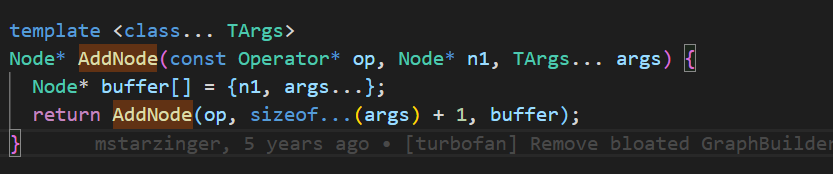 template <class... TArgs>
Node* AddNode(const Operator* op, Node* n1, TArgs... args) {
  Node* buffer[] = {n1, args...};
  return AddNode(op, sizeof...(args) + 1, buffer);
}    mstarzinger, 5 years ago • [turbofan] Remove bloated GraphBuilder